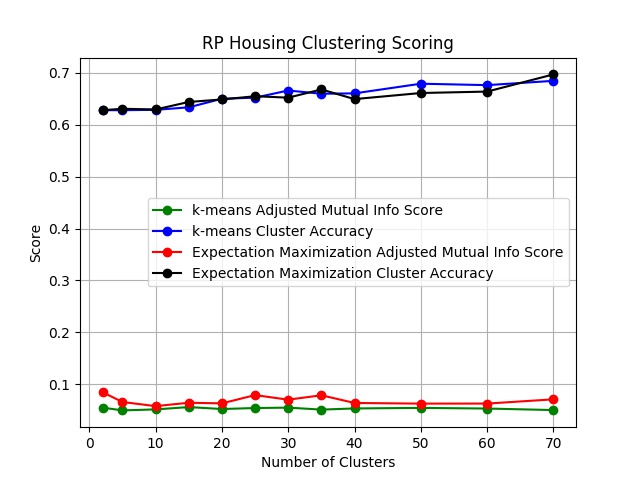 RP Housing Clustering Scoring
0.7
0.6
0.5
0.4
0.3
0.2
0.1
Score
k-means Adjusted Mutual Info Score
k-means Cluster Accuracy
Expectation Maximization Adjusted Mutual Info Score
Expectation Maximization Cluster Accuracy
0 10 20 30 40 50 60 70
Number of Clusters